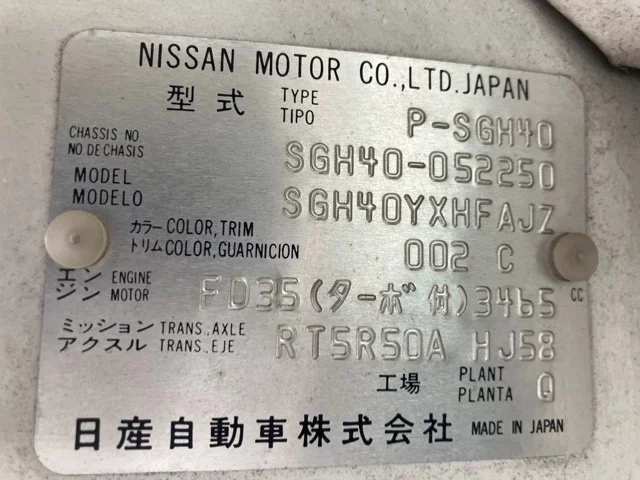 NISSAN MOTOR CO.,LTD.JAPAN
型式 TYPE TIPO P-SGH40
CHASSIS NO. NO.DE CHASIS SGH40-052250
MODEL MODELO SGH40YXHFAJZ
カラー COLOR,TRIM トリム COLOR,GUARNICION 002 C
エンジン ENGINE MOTOR FD35(ターボ付)3465 CC
ミッション TRANS.,AXLE アクスル TRANS.,EJE RT5R50A HJ58
工場 PLANT PLANTA Q
日産自動車株式会社 MADE IN JAPAN